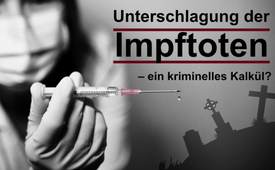 Unterschlagung der
Impftoten
– ein kriminelles Kalkül?